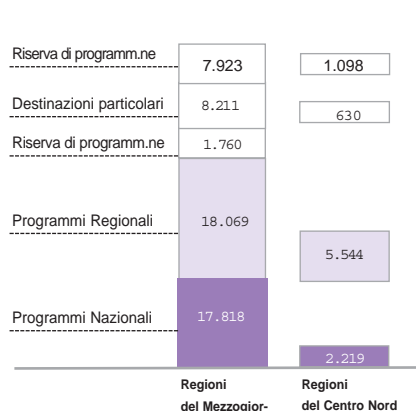 Riserva di programm.ne 7.923 1.098
Destinazioni particolari 8.211 630
Riserva di programm.ne 1.760
Programmi Regionali 18.069
5.544
Programmi Nazionali 17.818
2.219
Regioni Regioni
del Mezzogior- del Centro Nord